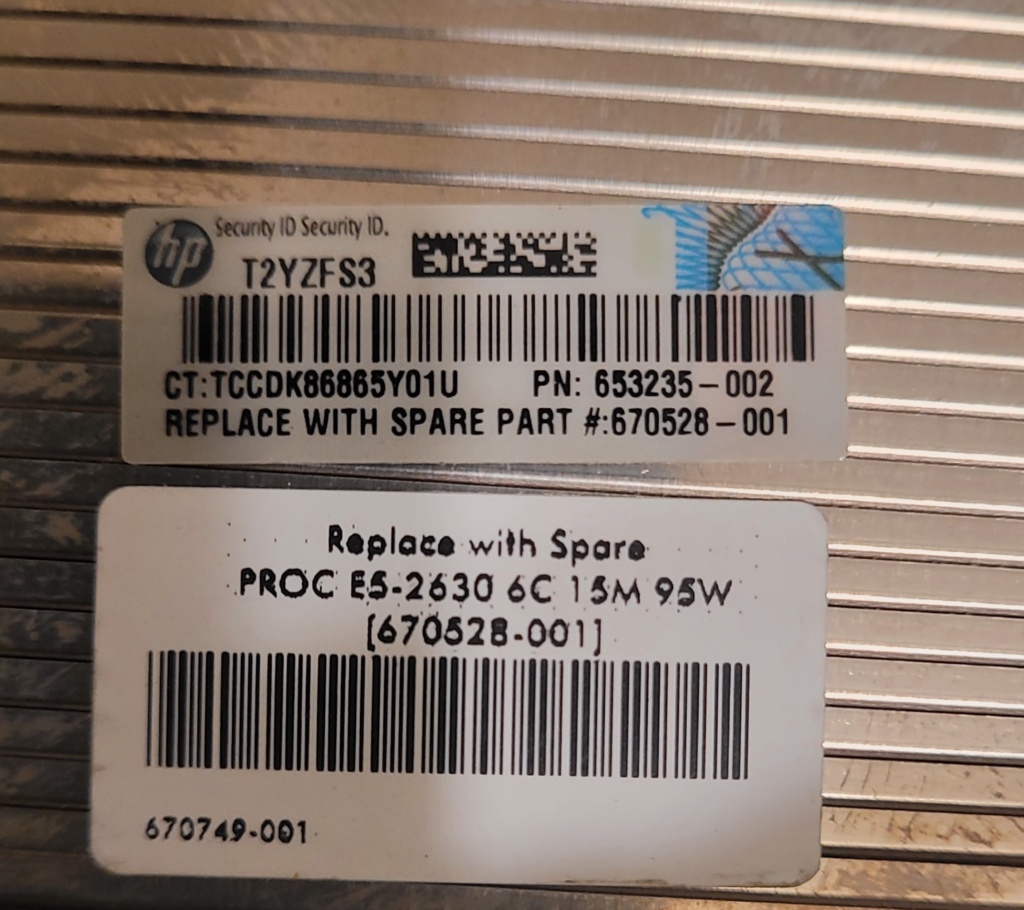 hp
Security ID Security ID.
T2YZFS3
CT:TCCDK86865Y01U PN: 653235-002
REPLACE WITH SPARE PART #:670528-001
Replace with Spare
PROC E5-2630 6C 15M 95W
[670528-001]
670749-001